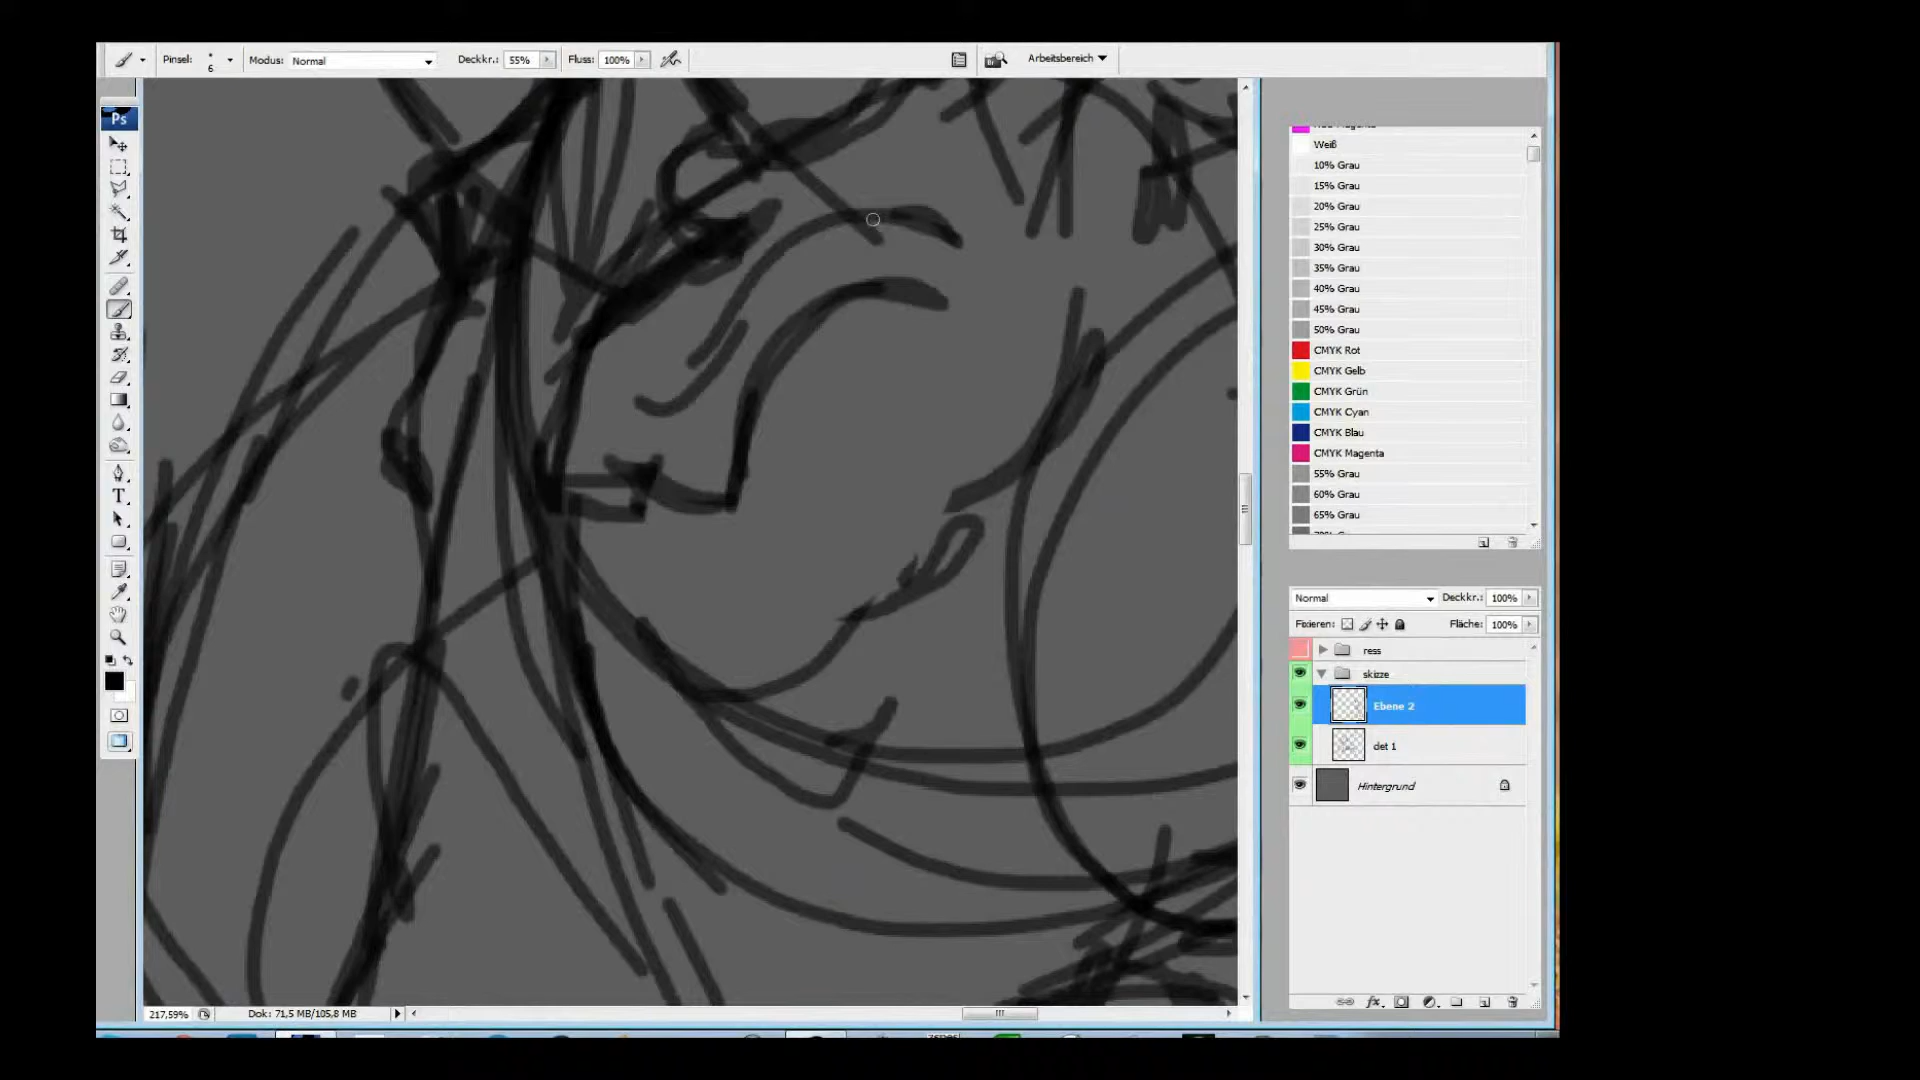 Pinsel: 6 Modus: Normal Deckkr.: 55% Fluss: 100% Arbeitsbereich
Ps
Weiß
10% Grau
15% Grau
20% Grau
25% Grau
30% Grau
35% Grau
40% Grau
45% Grau
50% Grau
CMYK Rot
CMYK Gelb
CMYK Grün
CMYK Cyan
CMYK Blau
CMYK Magenta
55% Grau
60% Grau
65% Grau
Normal Deckkr.: 100%
Fixieren: Fläche: 100%
ress
skizze
Ebene 2
det 1
Hintergrund
217,59% Dok: 71,5 MB/105,8 MB